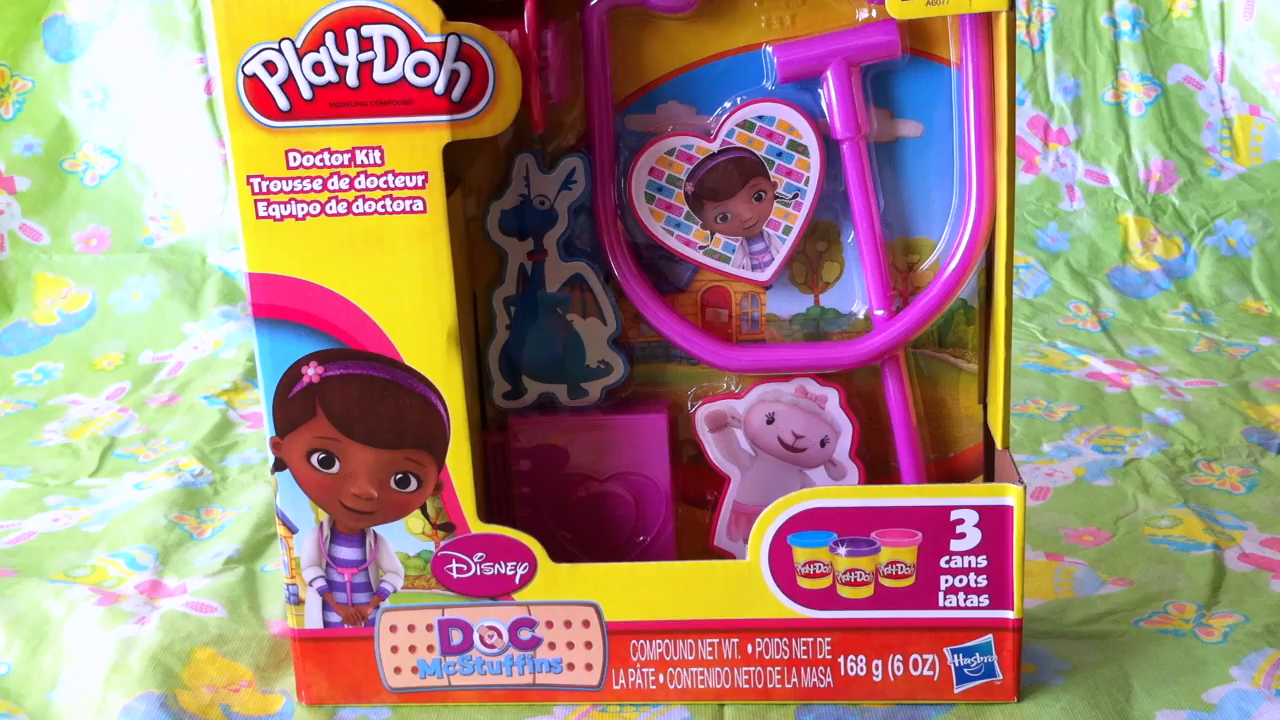 A6077
Play-Doh
MODELING COMPOUND
Doctor Kit
Trousse de docteur
Equipo de doctora
Play-Doh
Play-Doh
Play-Doh
3
cans
pots
latas
Disney
Doc
McStuffins
COMPOUND NET WT. • POIDS NET DE
LA PÂTE • CONTENIDO NETO DE LA MASA
168 g (6 OZ)
Hasbro